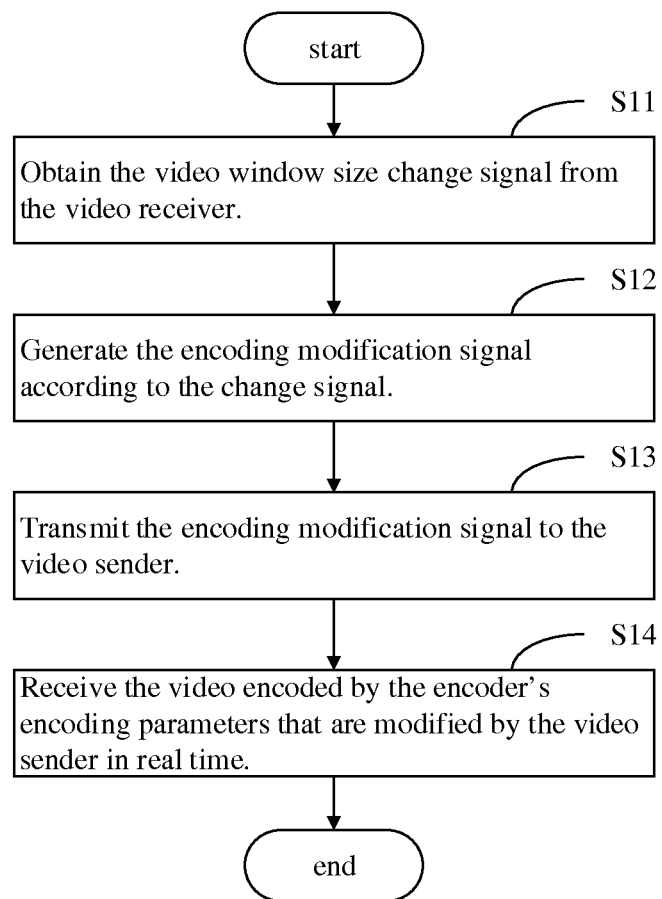 start
S11
Obtain the video window size change signal from
the video receiver.
S12
Generate the encoding modification signal
according to the change signal.
S13
Transmit the encoding modification signal to the
video sender.
S14
Receive the video encoded by the encoder’s
encoding parameters that are modified by the video
sender in real time.
end